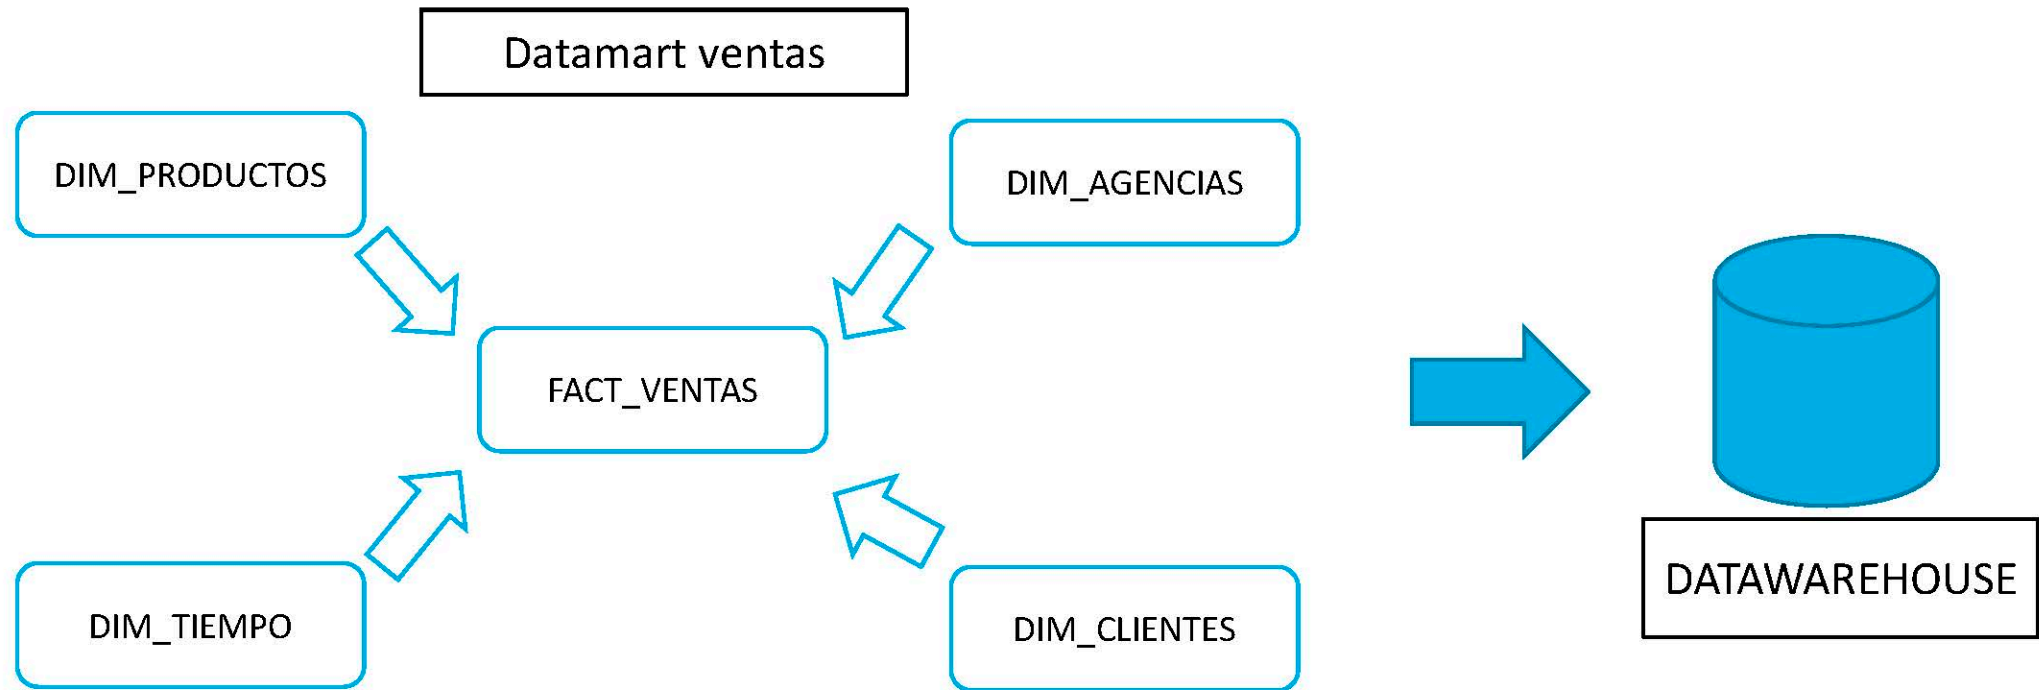 Datamart ventas
DIM_PRODUCTOS
DIM_AGENCIAS
FACT_VENTAS
DIM_TIEMPO
DIM_CLIENTES
DATAWAREHOUSE